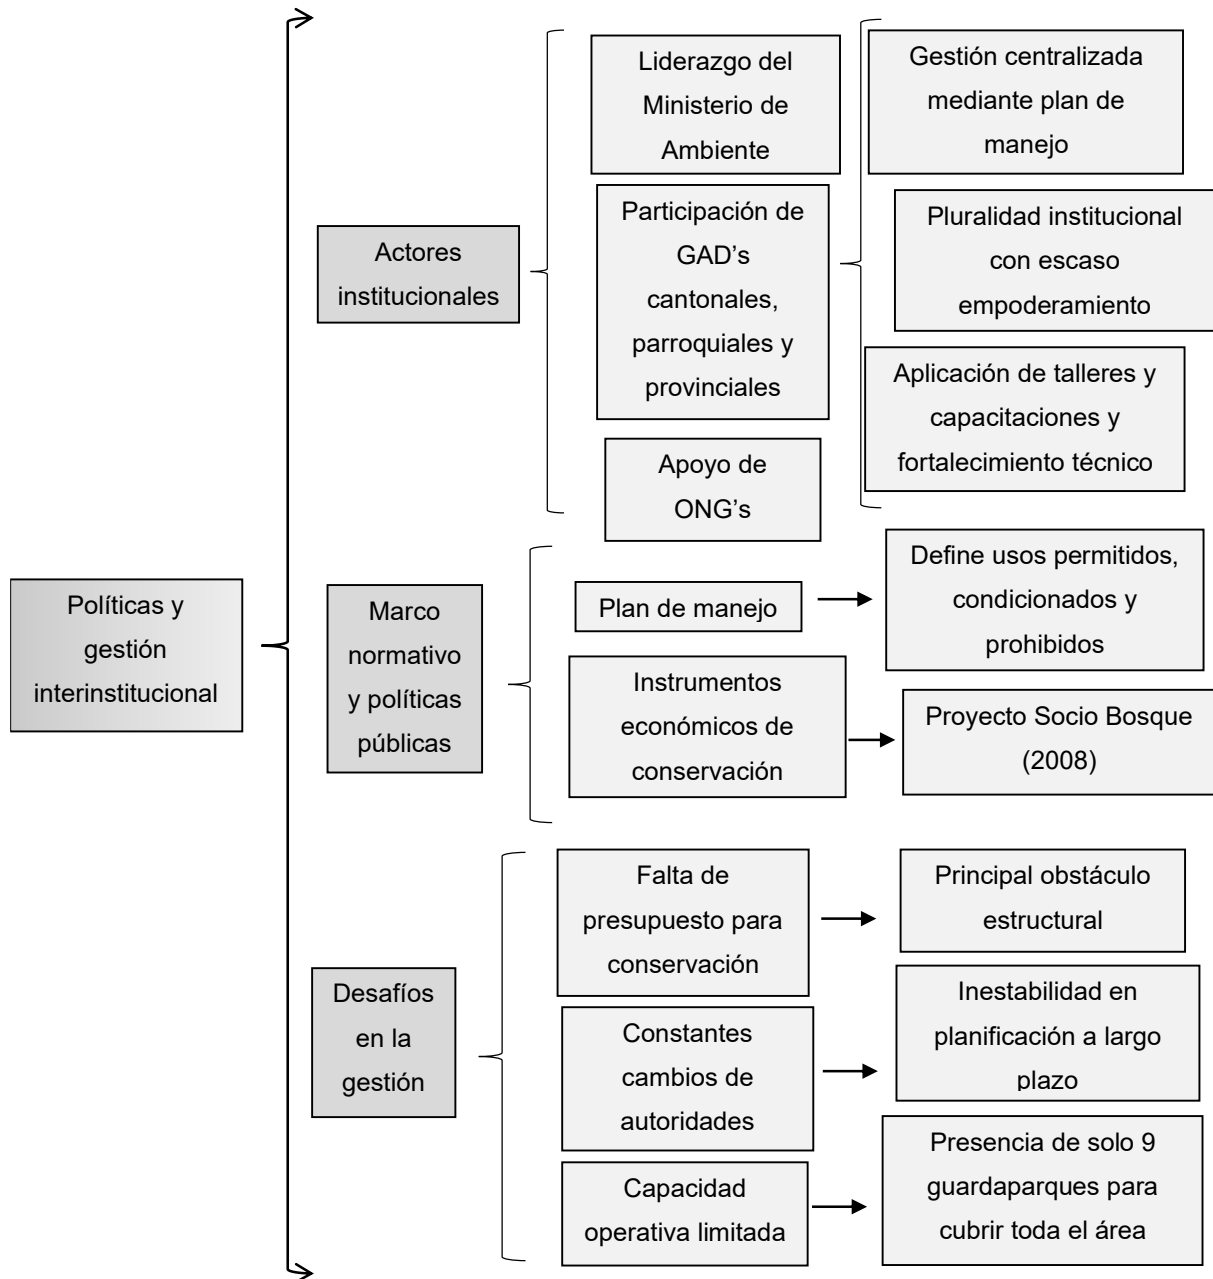 Políticas y
gestión
interinstitucional
Actores
institucionales
Liderazgo del
Ministerio de
Ambiente
Participación de
GAD’s
cantonales,
parroquiales y
provinciales
Apoyo de
ONG’s
Gestión centralizada
mediante plan de
manejo
Pluralidad institucional
con escaso
empoderamiento
Aplicación de talleres y
capacitaciones y
fortalecimiento técnico
Marco
normativo
y políticas
públicas
Plan de manejo
Define usos permitidos,
condicionados y
prohibidos
Instrumentos
económicos de
conservación
Proyecto Socio Bosque
(2008)
Desafíos
en la
gestión
Falta de
presupuesto para
conservación
Principal obstáculo
estructural
Constantes
cambios de
autoridades
Inestabilidad en
planificación a largo
plazo
Capacidad
operativa limitada
Presencia de solo 9
guardaparques para
cubrir toda el área